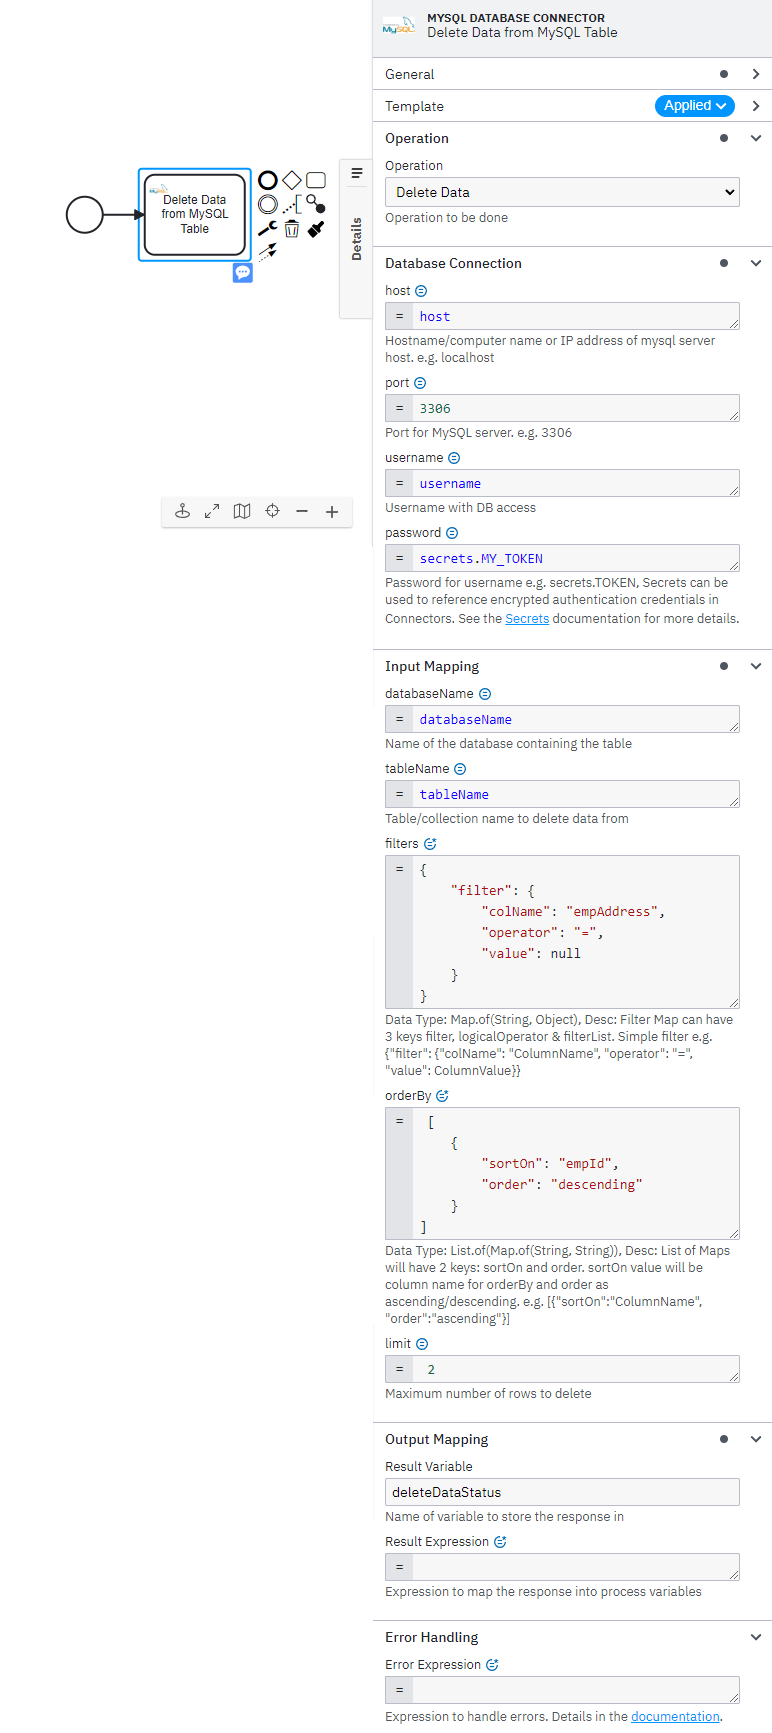 MySQL
MYSQL DATABASE CONNECTOR
Delete Data from MySQL Table
General
Template
Applied
Operation
Operation
Delete Data
Operation to be done
Delete Data
from MySQL
Table
Details
Database Connection
host
= host
Hostname/computer name or IP address of mysql server
host. e.g. localhost
port
= 3306
Port for MySQL server. e.g. 3306
username
= username
Username with DB access
password
= secrets.MY_TOKEN
Password for username e.g. secrets.TOKEN, Secrets can be
used to reference encrypted authentication credentials in
Connectors. See the Secrets documentation for more details.
Input Mapping
databaseName
= databaseName
Name of the database containing the table
tableName
= tableName
Table/collection name to delete data from
filters
= {
"filter": {
"colName": "empAddress",
"operator": "=",
"value": null
}
}
Data Type: Map.of(String, Object), Desc: Filter Map can have
3 keys filter, logicalOperator & filterList. Simple filter e.g.
{"filter": {"colName": "ColumnName", "operator": "=",
"value": ColumnValue}}
orderBy
= [
{
"sortOn": "empId",
"order": "descending"
}
]
Data Type: List.of(Map.of(String, String)), Desc: List of Maps
will have 2 keys: sortOn and order. sortOn value will be
column name for orderBy and order as
ascending/descending. e.g. [{"sortOn":"ColumnName",
"order":"ascending"}]
limit
= 2
Maximum number of rows to delete
Output Mapping
Result Variable
deleteDataStatus
Name of variable to store the response in
Result Expression
=
Expression to map the response into process variables
Error Handling
Error Expression
=
Expression to handle errors. Details in the documentation.